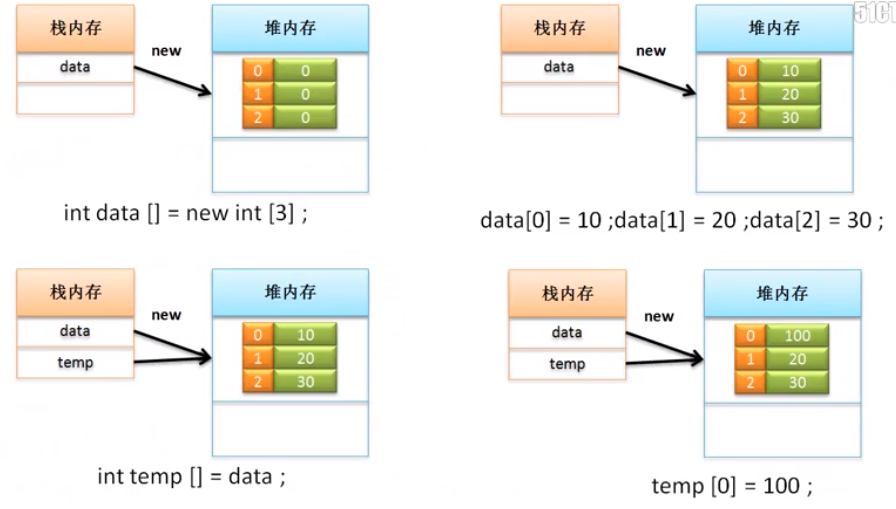 栈内存
堆内存
new
data
0 0
1 0
2 0
int data [] = new int [3] ;
栈内存
堆内存
new
data
0 10
1 20
2 30
data[0] = 10 ;data[1] = 20 ;data[2] = 30 ;
栈内存
堆内存
new
data
temp
0 10
1 20
2 30
int temp [] = data ;
栈内存
堆内存
new
data
temp
0 100
1 20
2 30
temp [0] = 100 ;